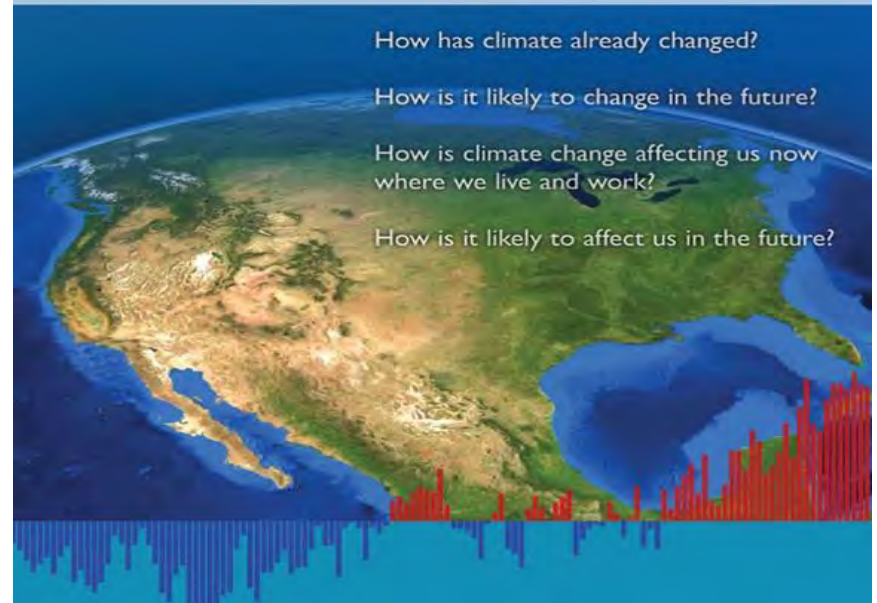 How has climate already changed?
How is it likely to change in the future?
How is climate change affecting us now
where we live and work?
How is it likely to affect us in the future?